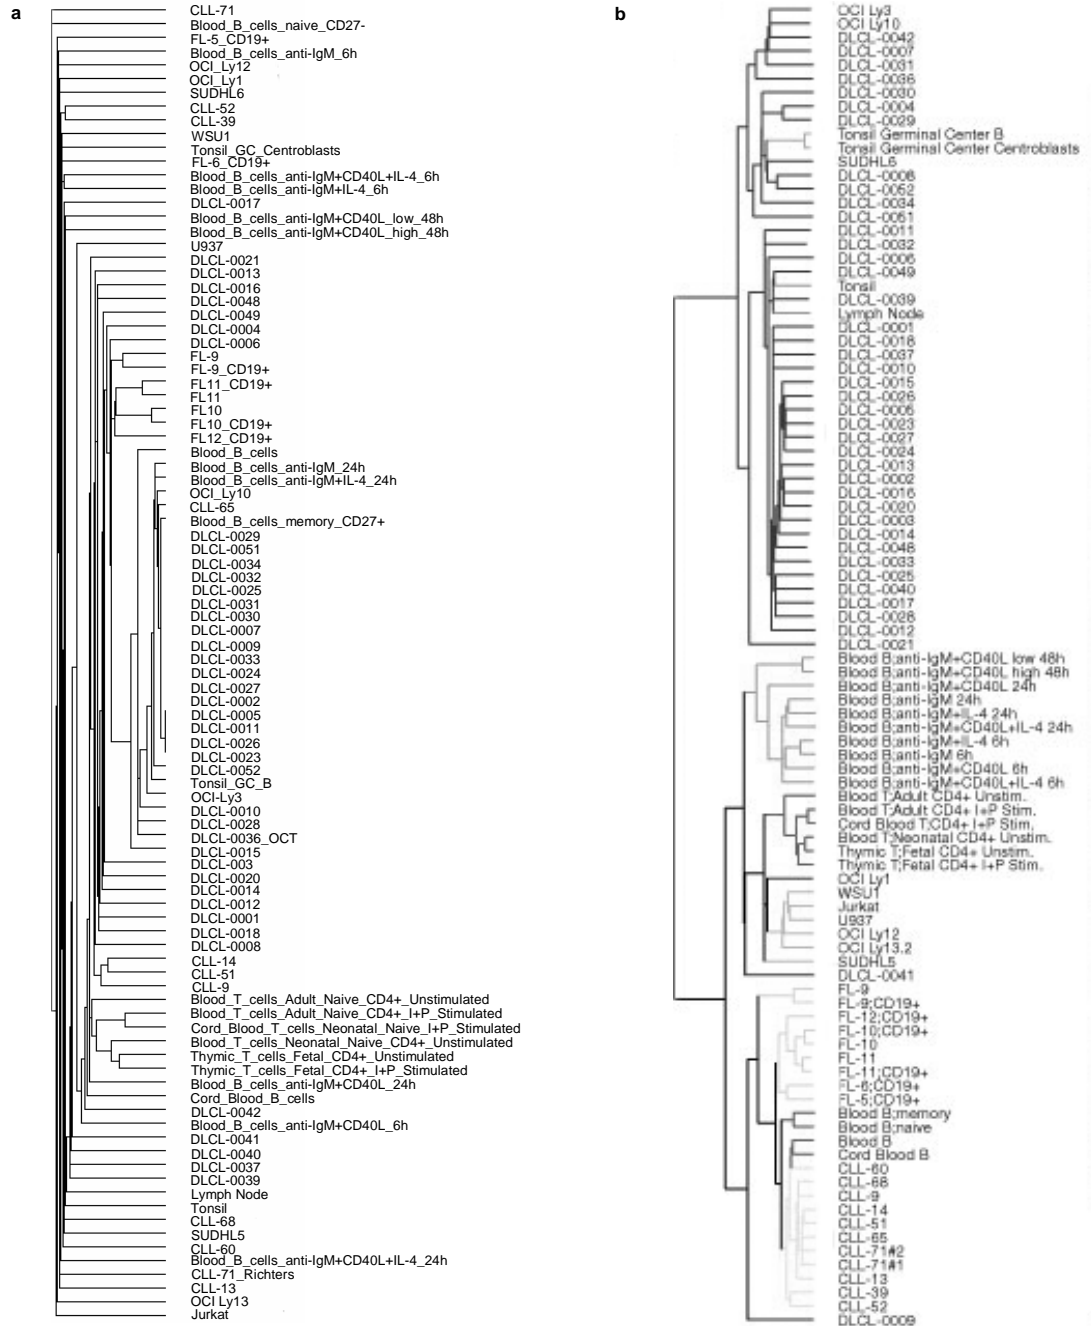 a
CLL-71
Blood_B_cells_naive_CD27-
FL-5_CD19+
Blood_B_cells_anti-IgM_6h
OCI_Ly12
OCI_Ly1
SUDHL6
CLL-52
CLL-39
WSU1
Tonsil_GC_Centroblasts
FL-6_CD19+
Blood_B_cells_anti-IgM+CD40L+IL-4_6h
Blood_B_cells_anti-IgM+IL-4_6h
DLCL-0017
Blood_B_cells_anti-IgM+CD40L_low_48h
Blood_B_cells_anti-IgM+CD40L_high_48h
U937
DLCL-0021
DLCL-0013
DLCL-0016
DLCL-0048
DLCL-0049
DLCL-0004
DLCL-0006
FL-9
FL-9_CD19+
FL11_CD19+
FL11
FL10
FL10_CD19+
FL12_CD19+
Blood_B_cells
Blood_B_cells_anti-IgM_24h
Blood_B_cells_anti-IgM+IL-4_24h
OCI_Ly10
CLL-65
Blood_B_cells_memory_CD27+
DLCL-0029
DLCL-0051
DLCL-0034
DLCL-0032
DLCL-0025
DLCL-0031
DLCL-0030
DLCL-0007
DLCL-0009
DLCL-0033
DLCL-0024
DLCL-0027
DLCL-0002
DLCL-0005
DLCL-0011
DLCL-0026
DLCL-0023
DLCL-0052
Tonsil_GC_B
OCI-Ly3
DLCL-0010
DLCL-0028
DLCL-0036_OCT
DLCL-0015
DLCL-003
DLCL-0020
DLCL-0014
DLCL-0012
DLCL-0001
DLCL-0018
DLCL-0008
CLL-14
CLL-51
CLL-9
Blood_T_cells_Adult_Naive_CD4+_Unstimulated
Blood_T_cells_Adult_Naive_CD4+_I+P_Stimulated
Cord_Blood_T_cells_Neonatal_Naive_I+P_Stimulated
Blood_T_cells_Neonatal_Naive_CD4+_Unstimulated
Thymic_T_cells_Fetal_CD4+_Unstimulated
Thymic_T_cells_Fetal_CD4+_I+P_Stimulated
Blood_B_cells_anti-IgM+CD40L_24h
Cord_Blood_B_cells
DLCL-0042
Blood_B_cells_anti-IgM+CD40L_6h
DLCL-0041
DLCL-0040
DLCL-0037
DLCL-0039
Lymph Node
Tonsil
CLL-68
SUDHL5
CLL-60
Blood_B_cells_anti-IgM+CD40L+IL-4_24h
CLL-71_Richters
CLL-13
OCI Ly13
Jurkat
b
OCI Ly3
OCI Ly10
DLCL-0042
DLCL-0007
DLCL-0031
DLCL-0036
DLCL-0030
DLCL-0004
DLCL-0029
Tonsil Germinal Center B
Tonsil Germinal Center Centroblasts
SUDHL6
DLCL-0008
DLCL-0052
DLCL-0034
DLCL-0051
DLCL-0011
DLCL-0032
DLCL-0006
DLCL-0049
Tonsil
DLCL-0039
Lymph Node
DLCL-0001
DLCL-0018
DLCL-0037
DLCL-0010
DLCL-0015
DLCL-0026
DLCL-0005
DLCL-0023
DLCL-0027
DLCL-0024
DLCL-0013
DLCL-0002
DLCL-0016
DLCL-0020
DLCL-0003
DLCL-0014
DLCL-0048
DLCL-0033
DLCL-0025
DLCL-0040
DLCL-0017
DLCL-0028
DLCL-0012
DLCL-0021
Blood B;anti-IgM+CD40L low 48h
Blood B;anti-IgM+CD40L high 48h
Blood B;anti-IgM+CD40L 24h
Blood B;anti-IgM 24h
Blood B;anti-IgM+IL-4 24h
Blood B;anti-IgM+CD40L+IL-4 24h
Blood B;anti-IgM+IL-4 6h
Blood B;anti-IgM 6h
Blood B;anti-IgM+CD40L 6h
Blood B;anti-IgM+CD40L+IL-4 6h
Blood T;Adult CD4+ Unstim.
Blood T;Adult CD4+ I+P Stim.
Cord Blood T;CD4+ I+P Stim.
Blood T;Neonatal CD4+ Unstim.
Thymic T;Fetal CD4+ Unstim.
Thymic T;Fetal CD4+ I+P Stim.
OCI Ly1
WSU1
Jurkat
U937
OCI Ly12
OCI Ly13.2
SUDHL5
DLCL-0041
FL-9
FL-9;CD19+
FL-12;CD19+
FL-10;CD19+
FL-10
FL-11
FL-11;CD19+
FL-6;CD19+
FL-5;CD19+
Blood B;memory
Blood B;naive
Blood B
Cord Blood B
CLL-60
CLL-68
CLL-9
CLL-14
CLL-51
CLL-65
CLL-71#2
CLL-71#1
CLL-13
CLL-39
CLL-52
DLCL-0009